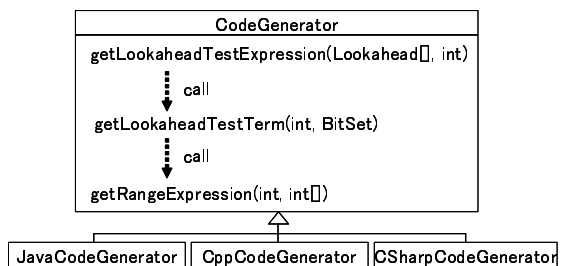 CodeGenerator
getLookaheadTestExpression(Lookahead[], int)
call
getLookaheadTestTerm(int, BitSet)
call
getRangeExpression(int, int[])
JavaCodeGenerator
CppCodeGenerator
CSharpCodeGenerator